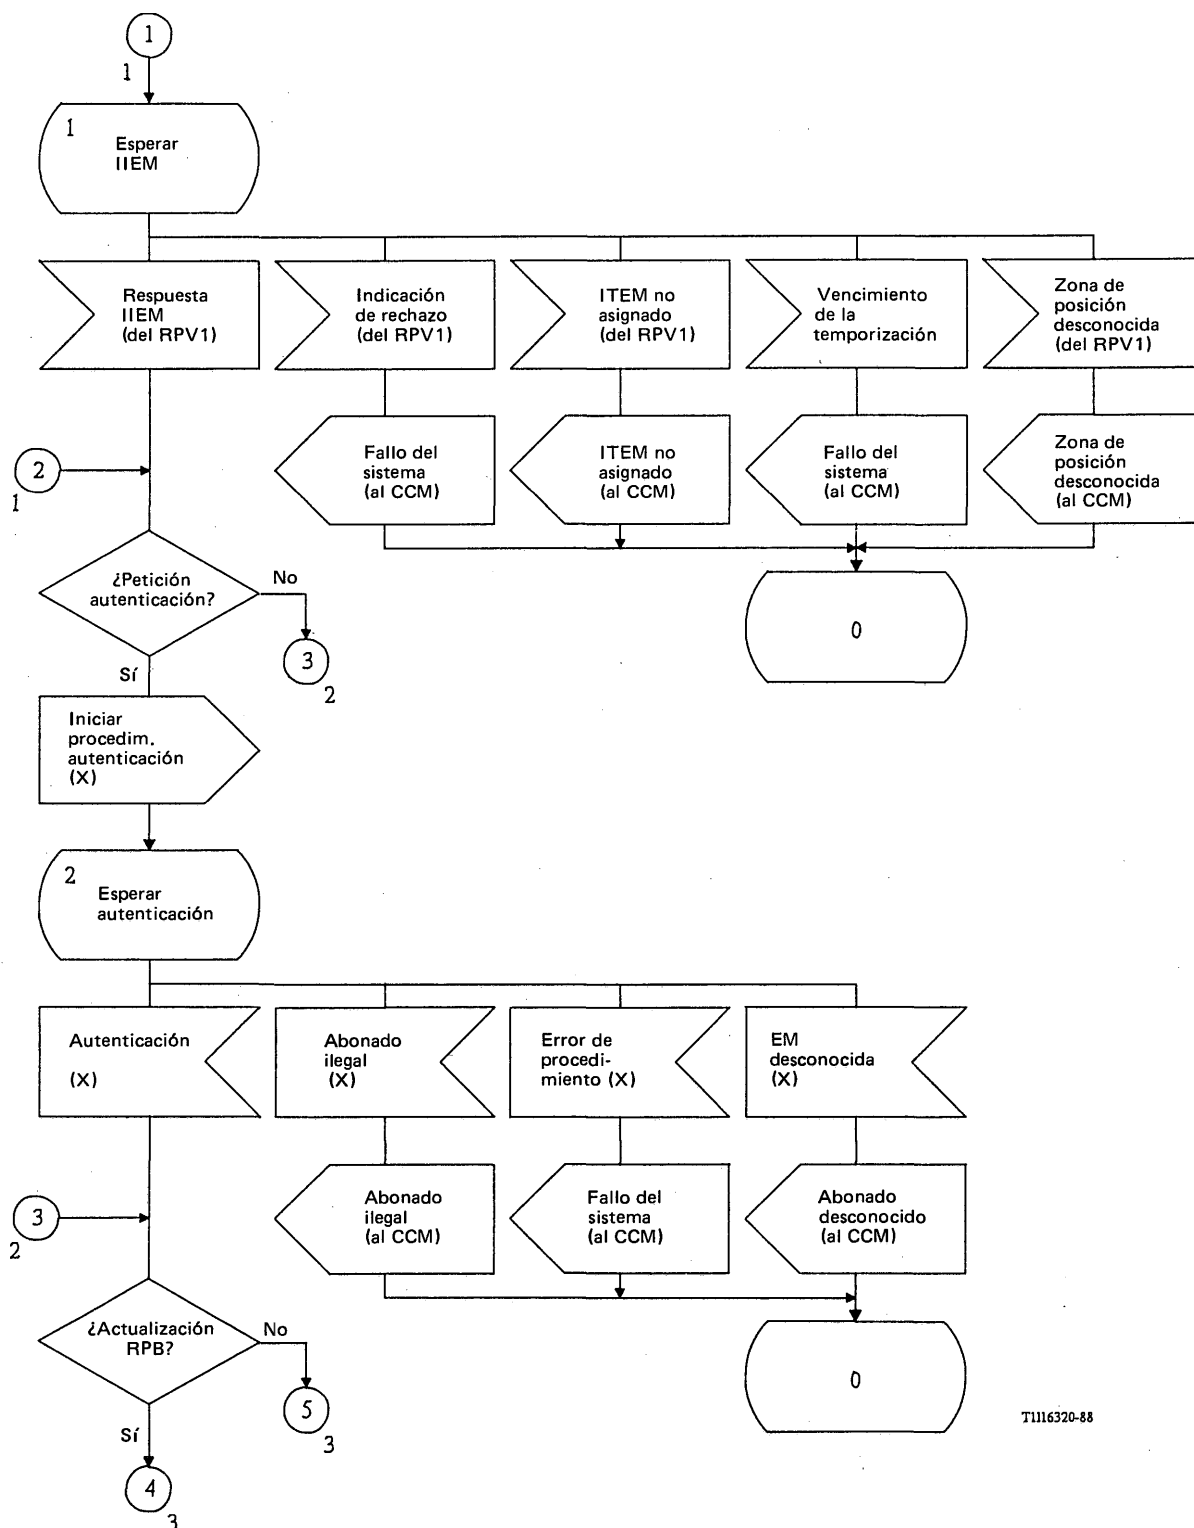 1
1
1
Esperar
IIEM
Respuesta
IIEM
(del RPV1)
Indicación
de rechazo
(del RPV1)
ITEM no
asignado
(del RPV1)
Vencimiento
de la
temporización
Zona de
posición
desconocida
(del RPV1)
Fallo del
sistema
(al CCM)
ITEM no
asignado
(al CCM)
Fallo del
sistema
(al CCM)
Zona de
posición
desconocida
(al CCM)
2
1
¿Petición
autenticación?
No
3
2
0
Sí
Iniciar
procedim.
autenticación
(X)
2
Esperar
autenticación
Autenticación
(X)
Abonado
ilegal
(X)
Error de
procedi-
miento (X)
EM
desconocida
(X)
Abonado
ilegal
(al CCM)
Fallo del
sistema
(al CCM)
Abonado
desconocido
(al CCM)
3
2
¿Actualización
RPB?
No
5
3
0
Sí
4
3
T1116320-88